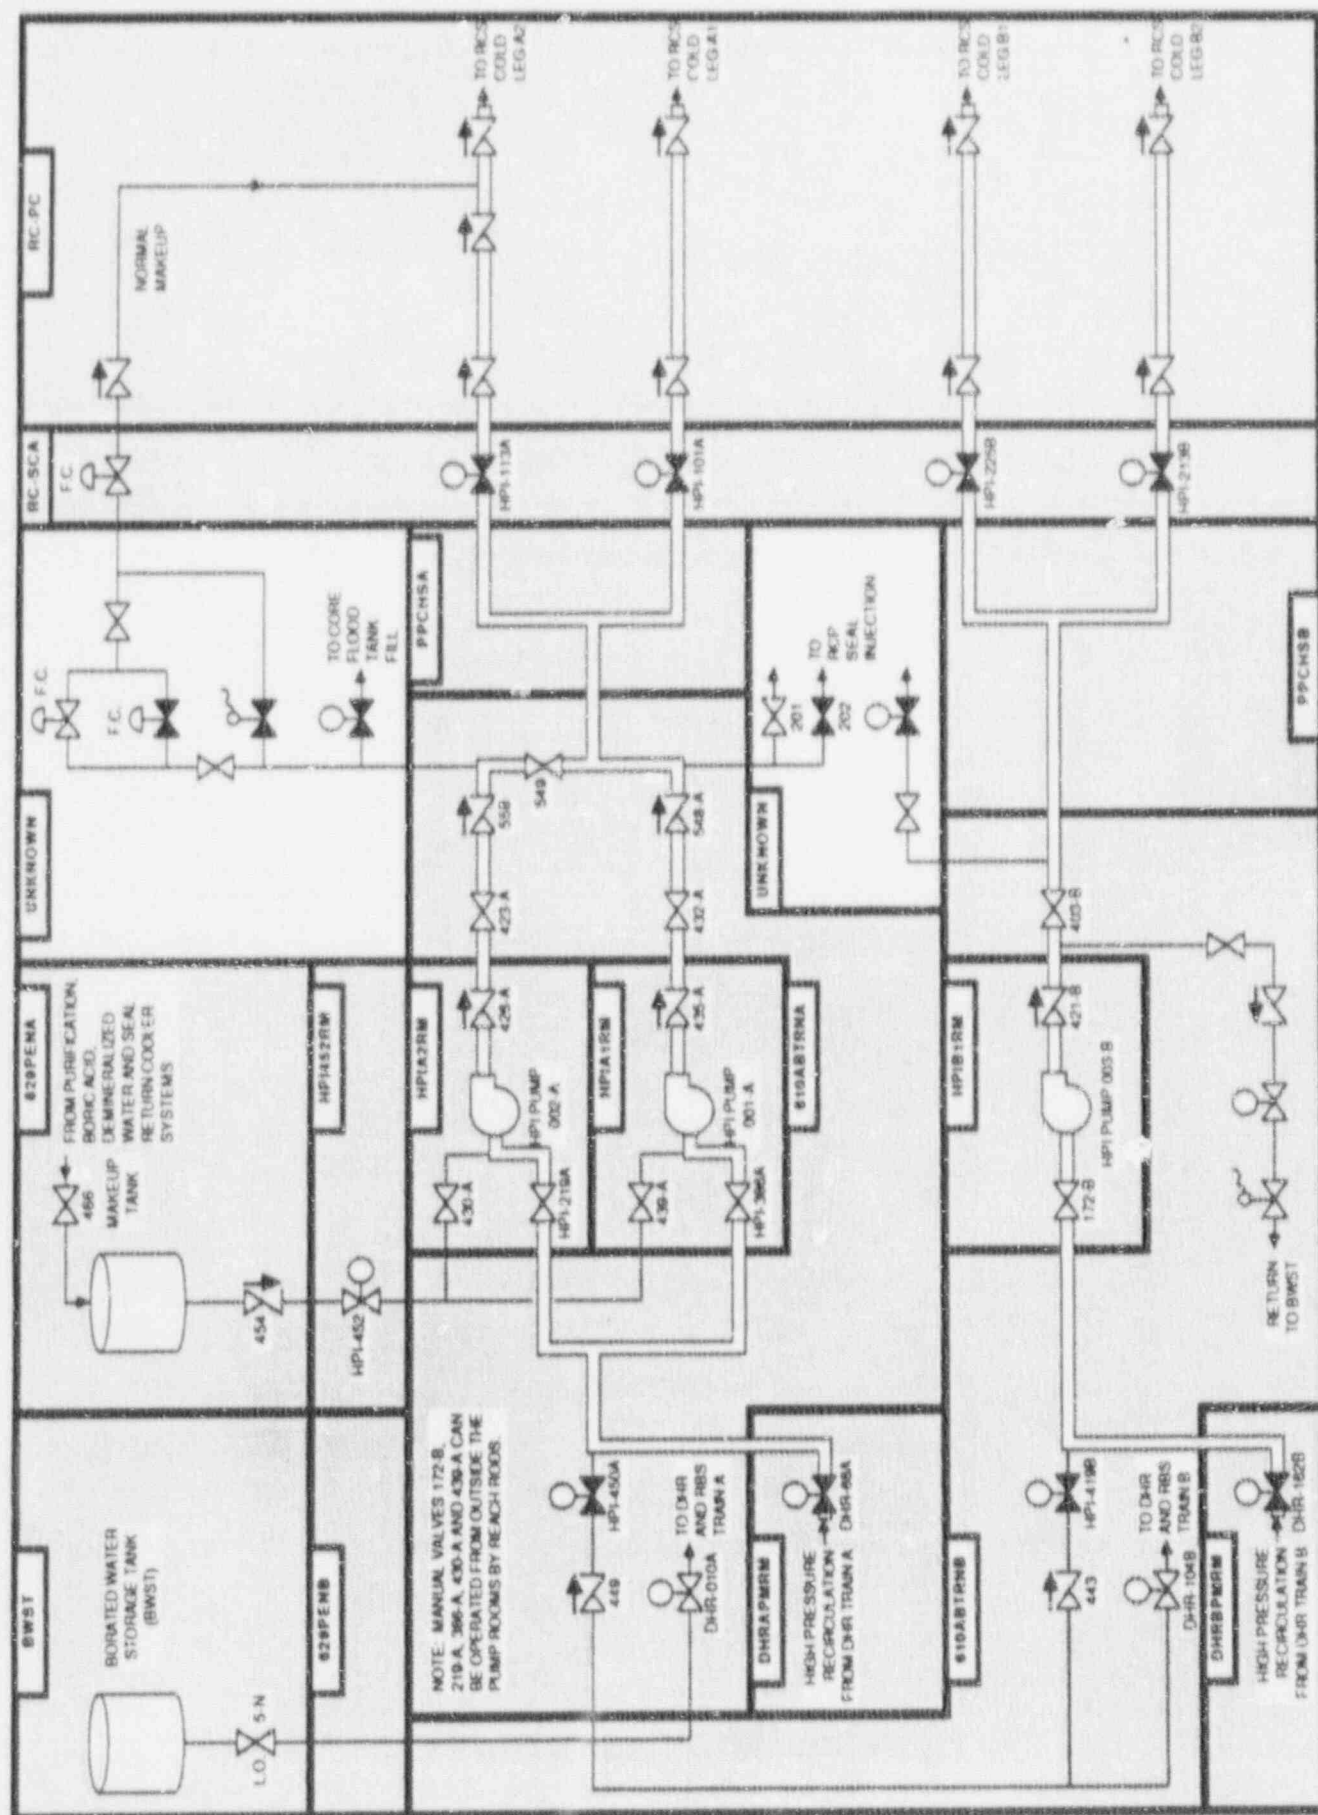 BWST
BORATED WATER
STORAGE TANK
(BWST)
L.O.
5-N
629PENB
629PENA
FROM PURIFICATION,
BORIC ACID,
DEMINERALIZED
WATER AND SEAL
RETURN COOLER
SYSTEMS
466
MAKEUP
TANK
454
HPI452RM
HPI-452
UNKNOWN
F.C.
F.C.
TO CORE
FLOOD
TANK
FILL
RC-SCA
F.C.
RC-PC
NORMAL
MAKEUP
NOTE: MANUAL VALVES 172-B,
219-A, 386-A, 430-A AND 439-A CAN
BE OPERATED FROM OUTSIDE THE
PUMP ROOMS BY REACH RODS.
HPI-450A
449
TO DHR
AND RBS
TRAIN A
DHR-010A
DHRAPMRM
HIGH PRESSURE
RECIRCULATION
FROM DHR TRAIN A
DHR-68A
HPIA2RM
430-A
HPI PUMP
002-A
HPI-219A
425-A
HPIA1RM
439-A
HPI PUMP
001-A
HPI-386A
435-A
610ABTRNA
423-A
559
549
432-A
548-A
PPCHSA
HPI-113A
HPI-101A
TO RCS
COLD
LEG A2
TO RCS
COLD
LEG A1
UNKNOWN
201
202
TO
RCP
SEAL
INJECTION
610ABTRNB
HPI-419B
443
TO DHR
AND RBS
TRAIN B
DHR-104B
DHRBPMRM
HIGH PRESSURE
RECIRCULATION
FROM DHR TRAIN B
DHR-162B
HPIB1RM
172-B
HPI PUMP 003-B
421-B
403-B
RETURN
TO BWST
PPCHSB
HPI-225B
HPI-213B
TO RCS
COLD
LEG B1
TO RCS
COLD
LEG B2